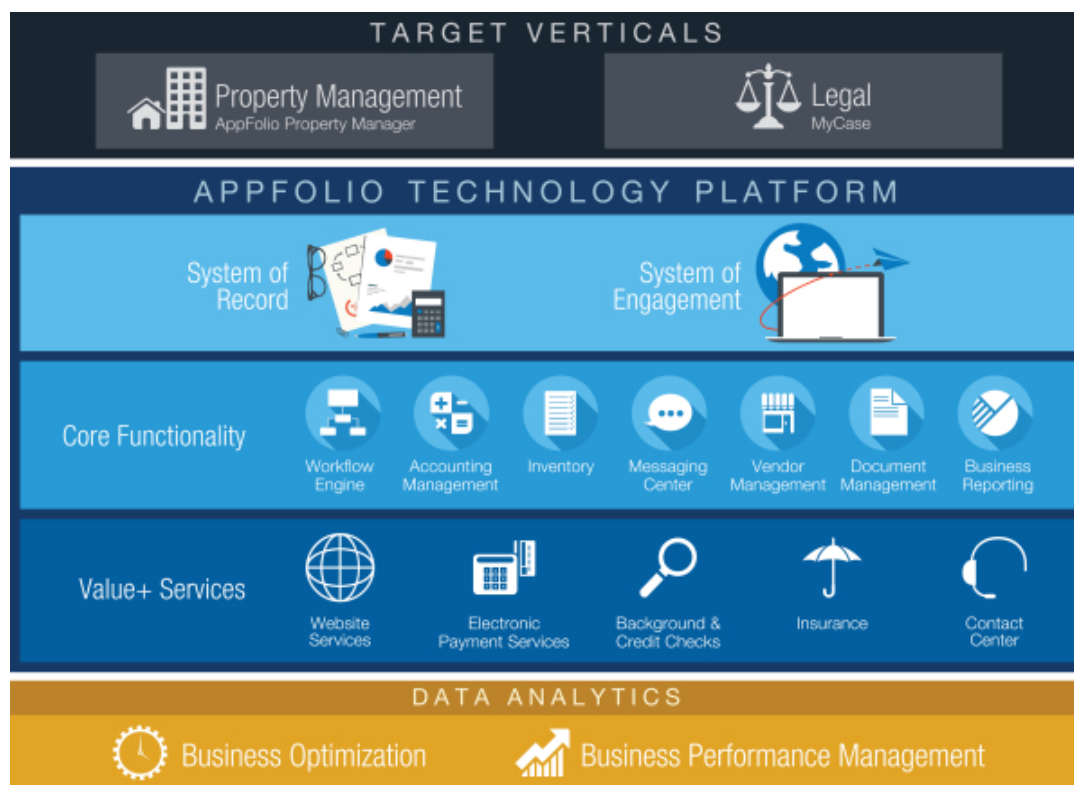 TARGET VERTICALS
Property Management
AppFolio Property Manager
Legal
MyCase
APPFOLIO TECHNOLOGY PLATFORM
System of
Record
System of
Engagement
Core Functionality
Workflow
Engine
Accounting
Management
Inventory
Messaging
Center
Vendor
Management
Document
Management
Business
Reporting
Value+ Services
Website
Services
Electronic
Payment Services
Background &
Credit Checks
Insurance
Contact
Center
DATA ANALYTICS
Business Optimization
Business Performance Management